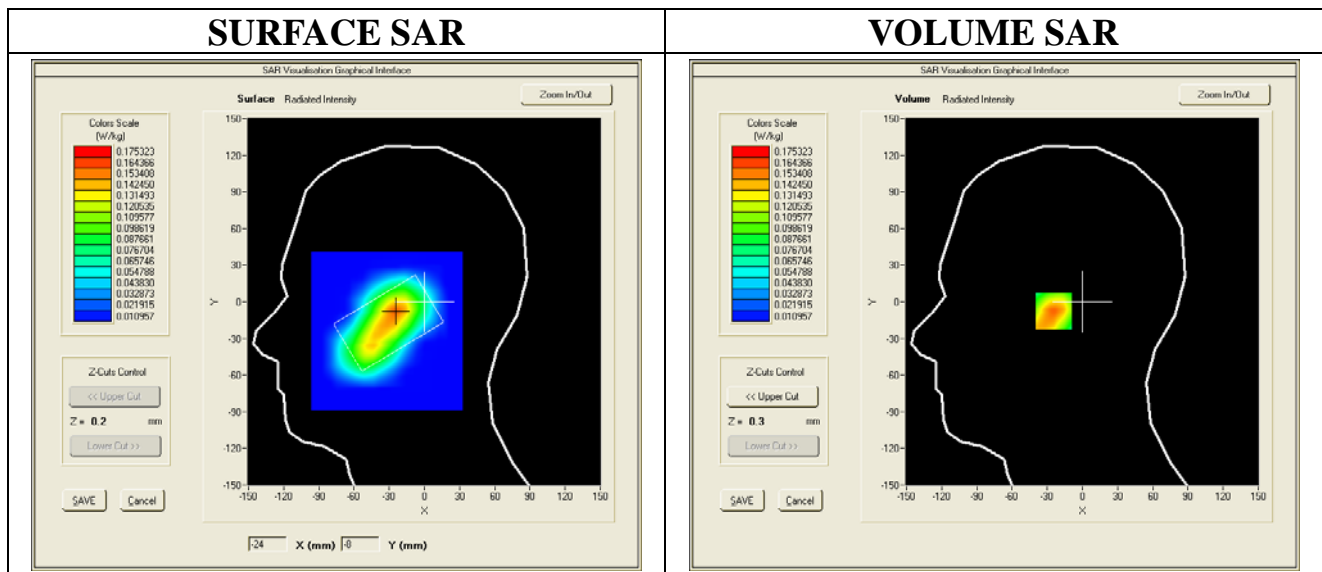 SURFACE SAR
VOLUME SAR
SAR Visualisation Graphical Interface
Surface Radiated Intensity
Zoom In/Out
Colors Scale
(W/kg)
0.175323
0.164366
0.153408
0.142450
0.131493
0.120535
0.109577
0.098619
0.087661
0.076704
0.065746
0.054788
0.043830
0.032873
0.021915
0.010957
150
120
90
60
30
0
-30
-60
-90
-120
-150
Y
-150 -120 -90 -60 -30 0 30 60 90 120 150
X
Z-Cuts Control
<< Upper Cut
Z = 0.2 mm
Lower Cut >>
SAVE Cancel
-24 X (mm) -8 Y (mm)
SAR Visualisation Graphical Interface
Volume Radiated Intensity
Zoom In/Out
Colors Scale
(W/kg)
0.175323
0.164366
0.153408
0.142450
0.131493
0.120535
0.109577
0.098619
0.087661
0.076704
0.065746
0.054788
0.043830
0.032873
0.021915
0.010957
150
120
90
60
30
0
-30
-60
-90
-120
-150
Y
-150 -120 -90 -60 -30 0 30 60 90 120 150
X
Z-Cuts Control
<< Upper Cut
Z = 0.3 mm
Lower Cut >>
SAVE Cancel